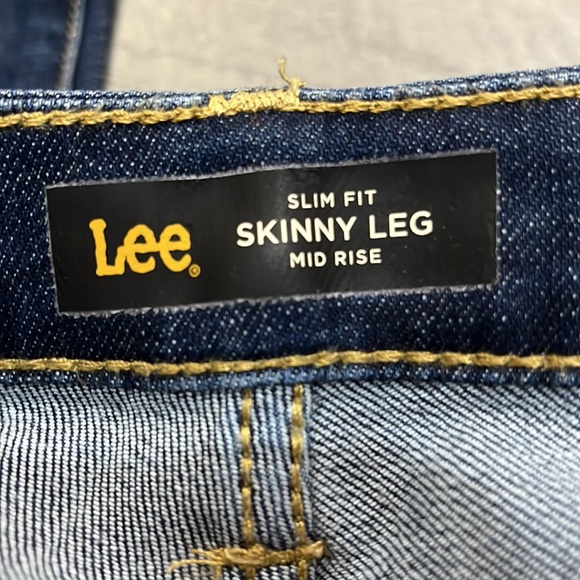 Lee®
SLIM FIT
SKINNY LEG
MID RISE